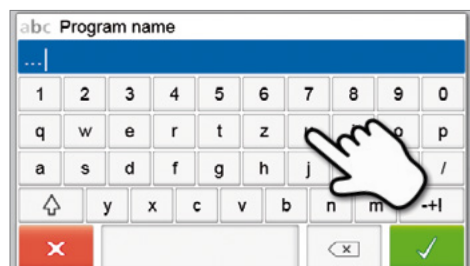 abc Program name
...
1 2 3 4 5 6 7 8 9 0
q w e r t z o p
a s d f g h j /
y x c v b n m -+!